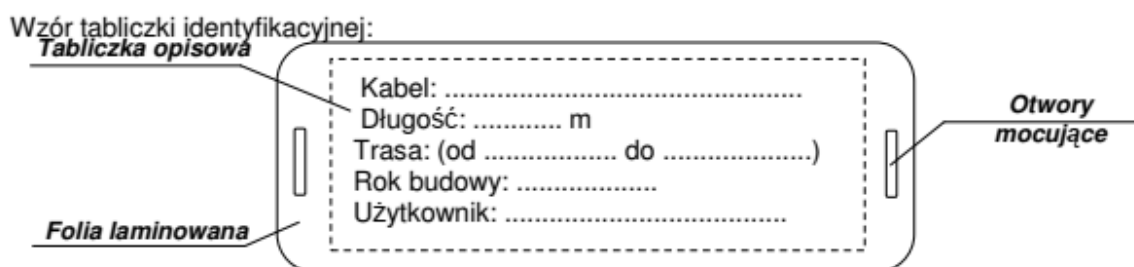 Wzór tabliczki identyfikacyjnej:
Tabliczka opisowa
Kabel: .................................................
Długość: ............ m
Trasa: (od .................. do ....................)
Rok budowy: ...................
Użytkownik: ......................................
Otwory
mocujące
Folia laminowana